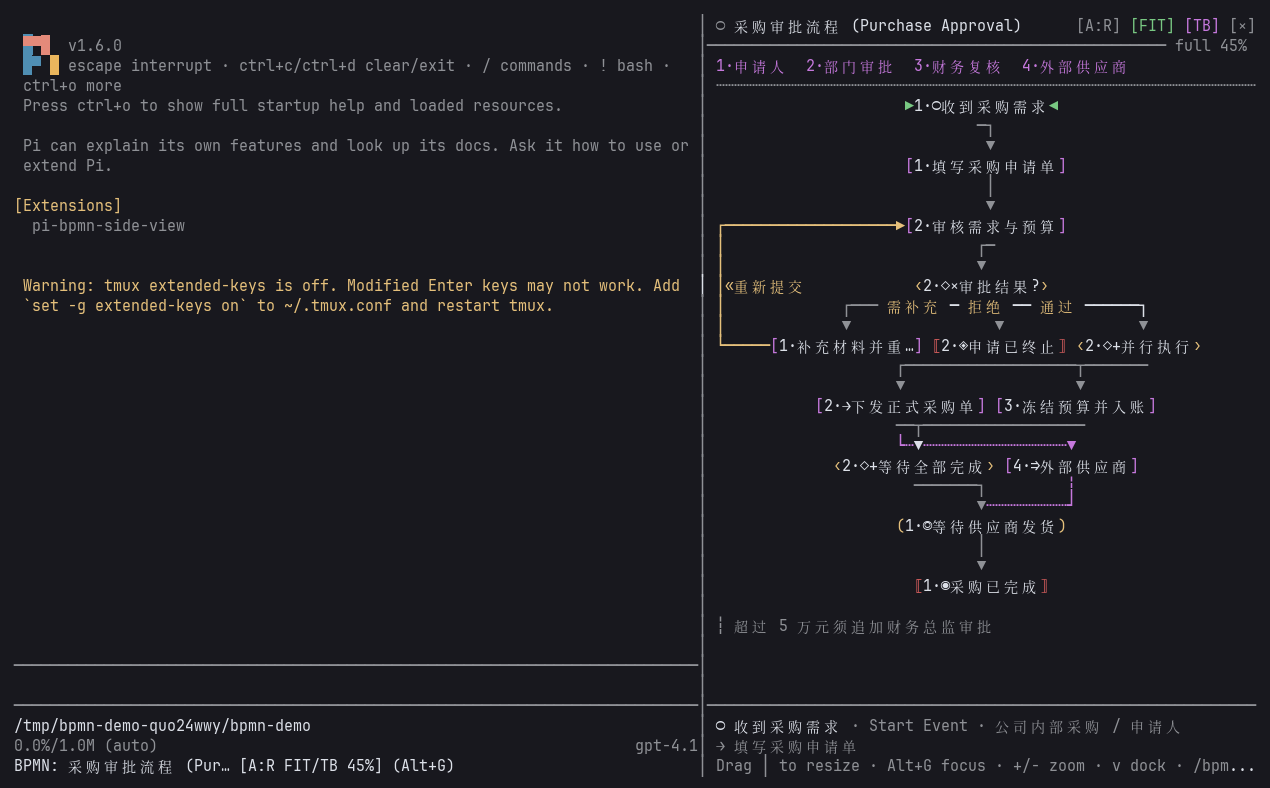 v1.6.0
escape interrupt · ctrl+c/ctrl+d clear/exit · / commands · ! bash ·
ctrl+o more
Press ctrl+o to show full startup help and loaded resources.
Pi can explain its own features and look up its docs. Ask it how to use or
extend Pi.
[Extensions]
pi-bpmn-side-view
Warning: tmux extended-keys is off. Modified Enter keys may not work. Add
`set -g extended-keys on` to ~/.tmux.conf and restart tmux.
/tmp/bpmn-demo-quo24wwy/bpmn-demo
0.0%/1.0M (auto) gpt-4.1
BPMN: 采购审批流程 (Pur… [A:R FIT/TB 45%] (Alt+G)
○ 采购审批流程 (Purchase Approval) [A:R] [FIT] [TB] [×]
full 45%
1·申请人 2·部门审批 3·财务复核 4·外部供应商
▶1·○收到采购需求◀
[1·填写采购申请单]
[2·审核需求与预算]
«重新提交 ‹2·◇×审批结果?›
需补充 拒绝 通过
[1·补充材料并重…] ⟦2·◈申请已终止⟧ ‹2·◇+并行执行›
[2·→下发正式采购单] [3·冻结预算并入账]
‹2·◇+等待全部完成› [4·⇒外部供应商]
(1·◎等待供应商发货)
⟦1·◉采购已完成⟧
┆ 超过 5 万元须追加财务总监审批
○ 收到采购需求 · Start Event · 公司内部采购 / 申请人
→ 填写采购申请单
Drag │ to resize · Alt+G focus · +/- zoom · v dock · /bpm...